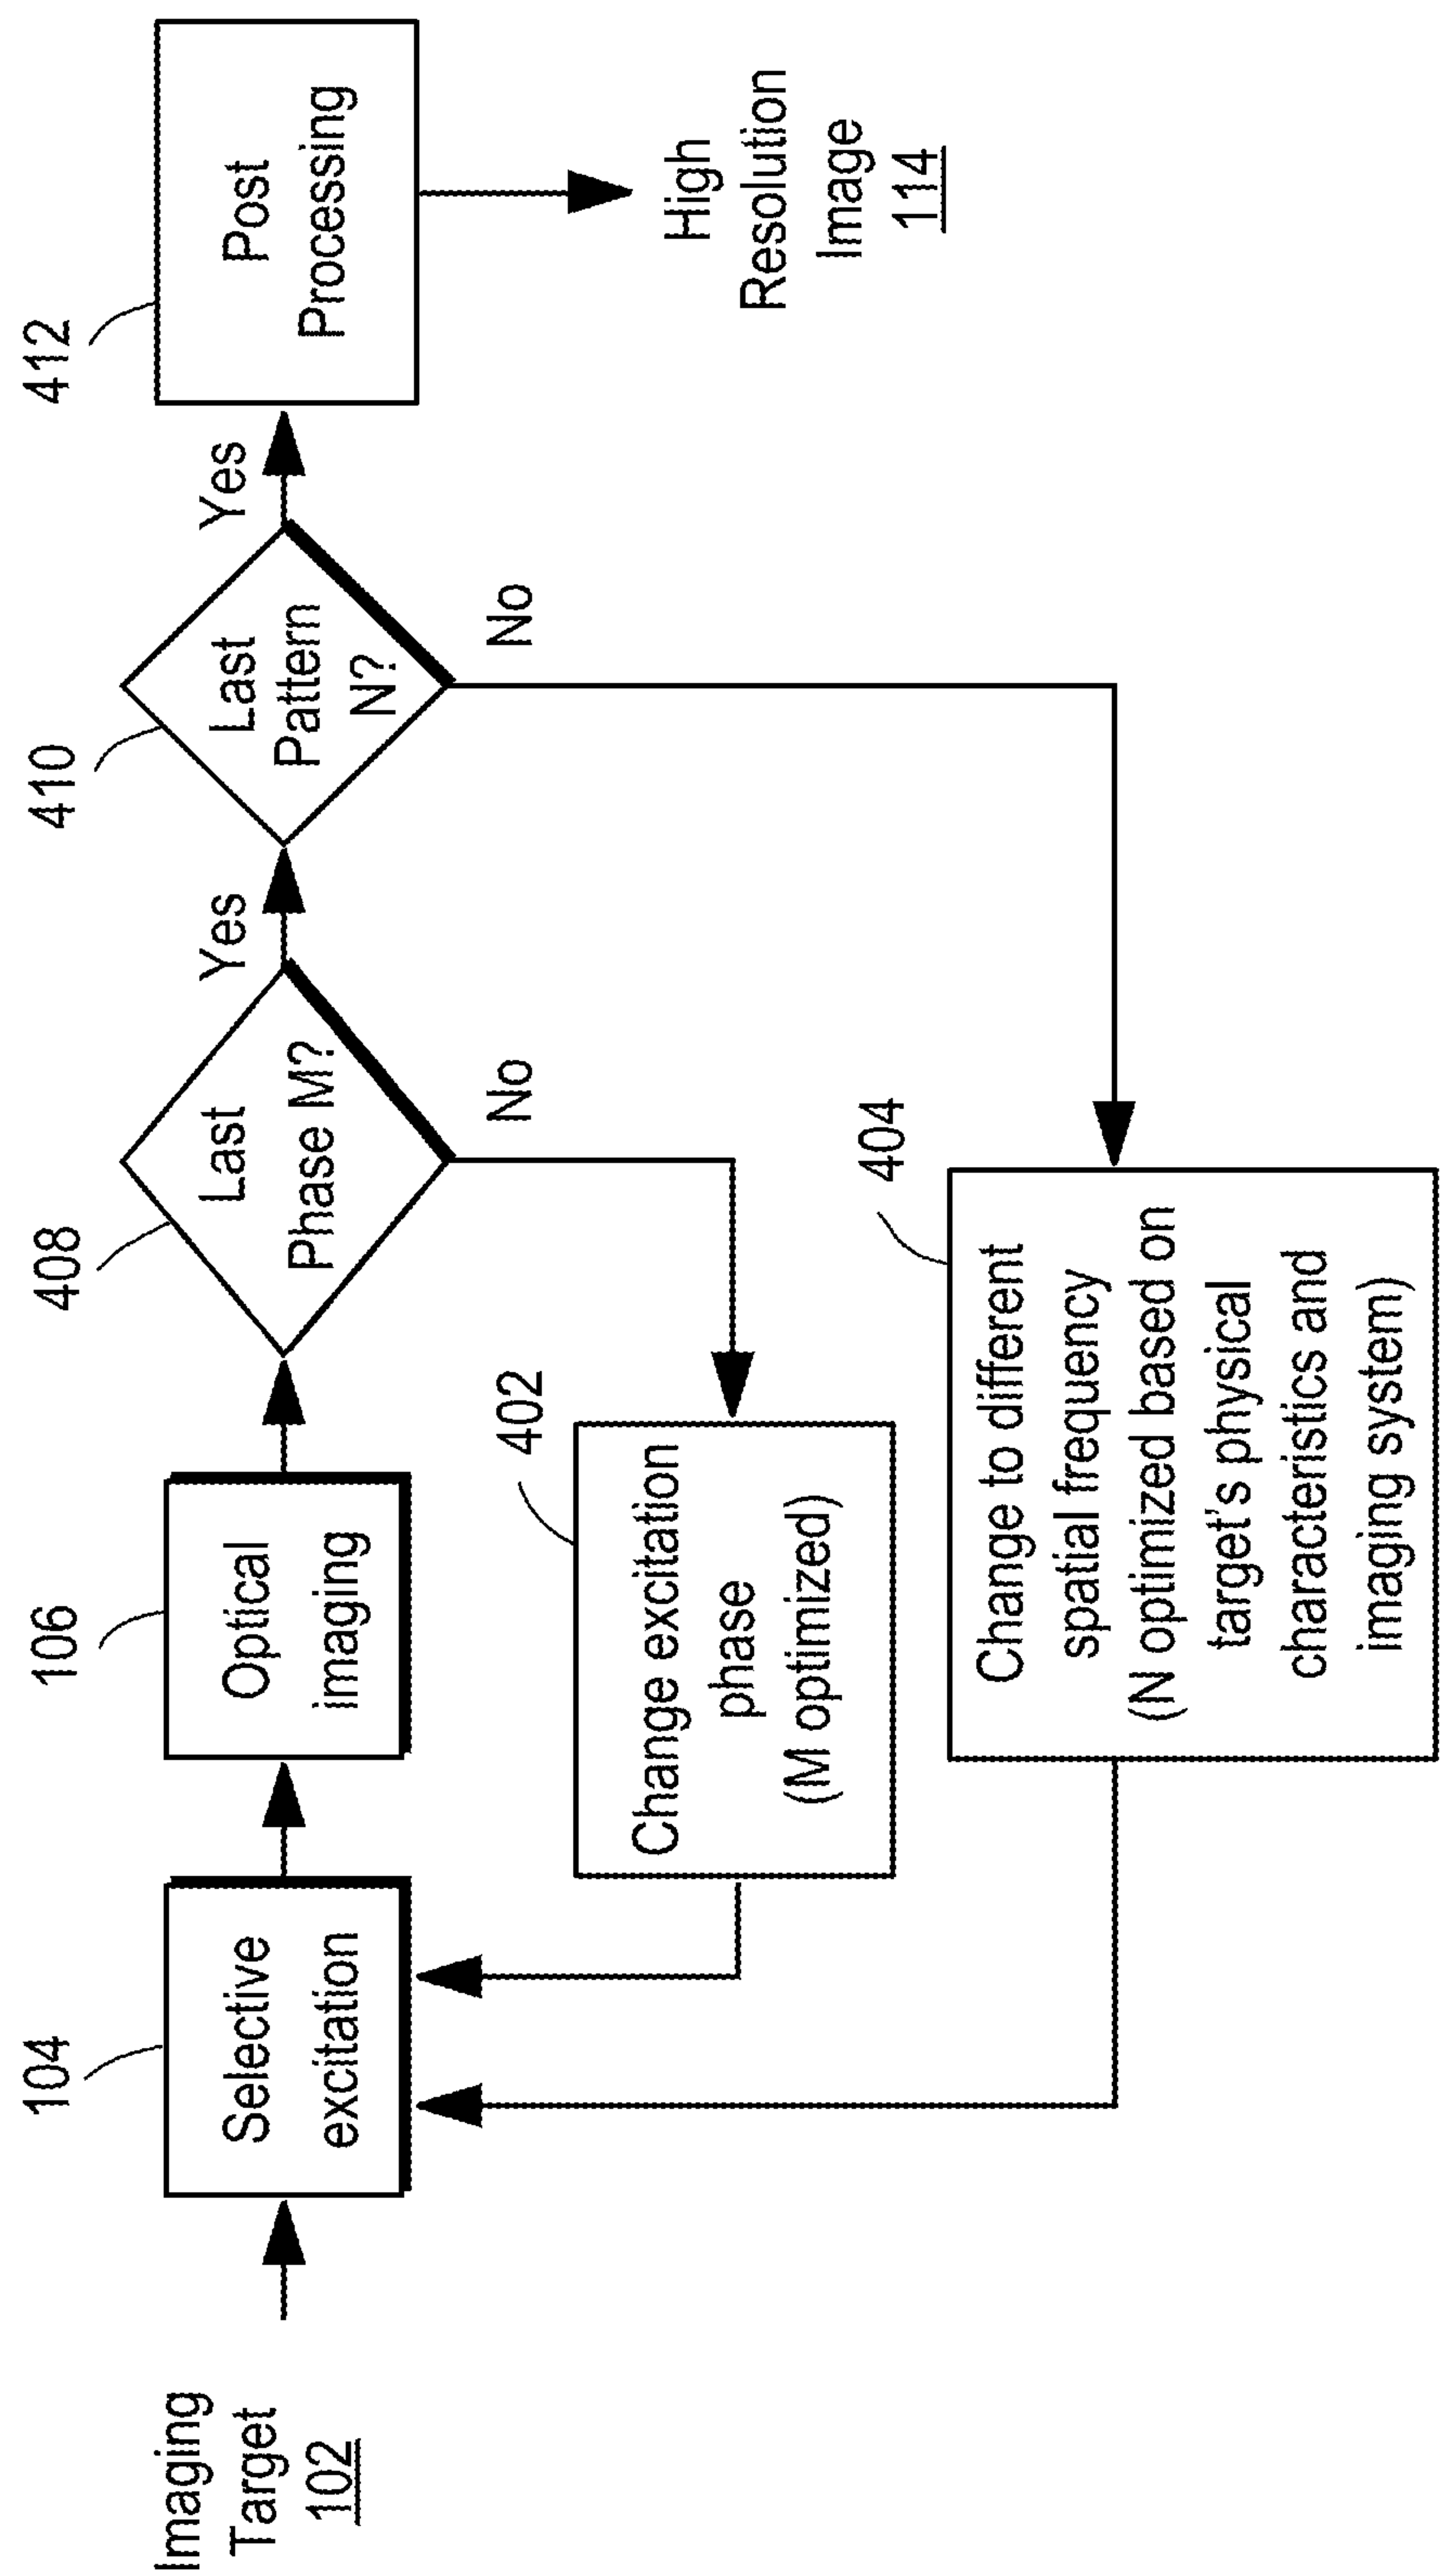 Imaging
Target
102
104
Selective
excitation
106
Optical
imaging
408
Last
Phase M?
Yes
No
410
Last
Pattern
N?
Yes
No
412
Post
Processing
High
Resolution
Image
114
402
Change excitation
phase
(M optimized)
404
Change to different
spatial frequency
(N optimized based on
target's physical
characteristics and
imaging system)